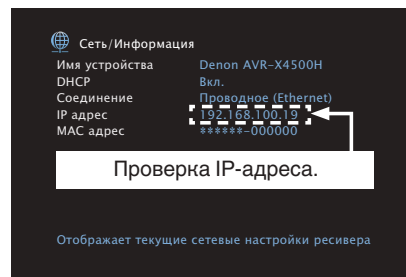 Сеть/Информация
Имя устройства Denon AVR-X4500H
DHCP Вкл.
Соединение Проводное (Ethernet)
IP адрес 192.168.100.19
MAC адрес ******-000000
Проверка IP-адреса.
Отображает текущие сетевые настройки ресивера